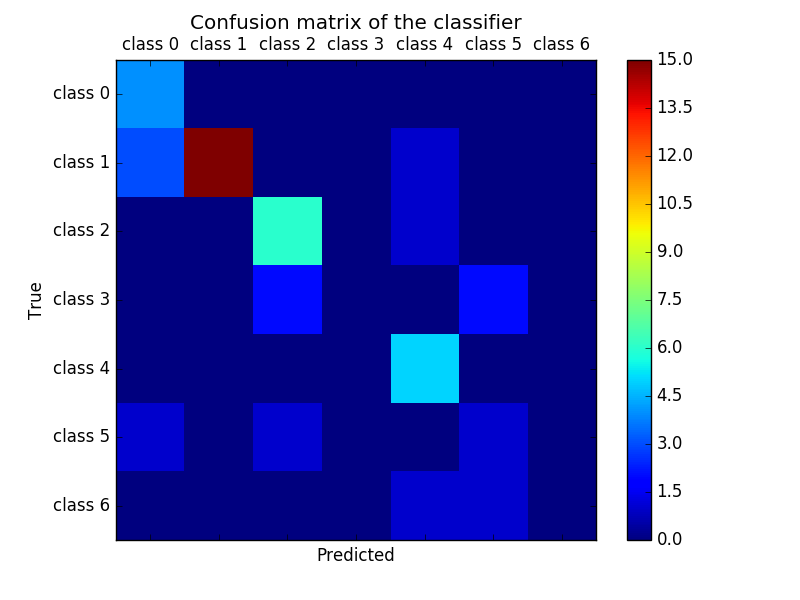 Confusion matrix of the classifier
class 0 class 1 class 2 class 3 class 4 class 5 class 6
class 0
class 1
class 2
class 3
class 4
class 5
class 6
True
Predicted
15.0
13.5
12.0
10.5
9.0
7.5
6.0
4.5
3.0
1.5
0.0